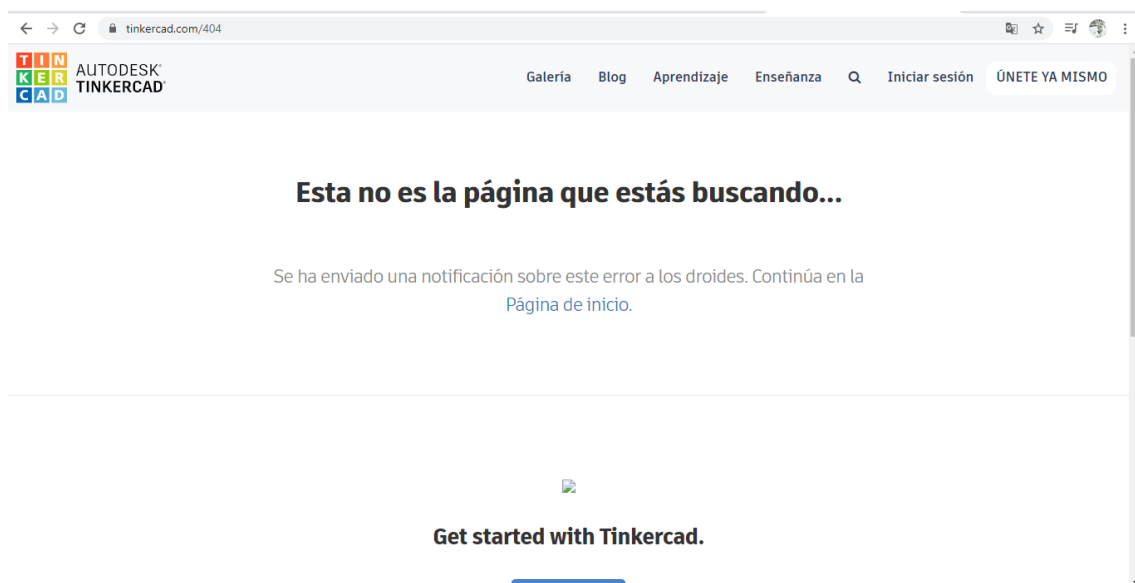 tinkercad.com/404
TIN
KER
CAD
AUTODESK®
TINKERCAD®
Galería Blog Aprendizaje Enseñanza Iniciar sesión ÚNETE YA MISMO
Esta no es la página que estás buscando...
Se ha enviado una notificación sobre este error a los droides. Continúa en la
Página de inicio.
Get started with Tinkercad.